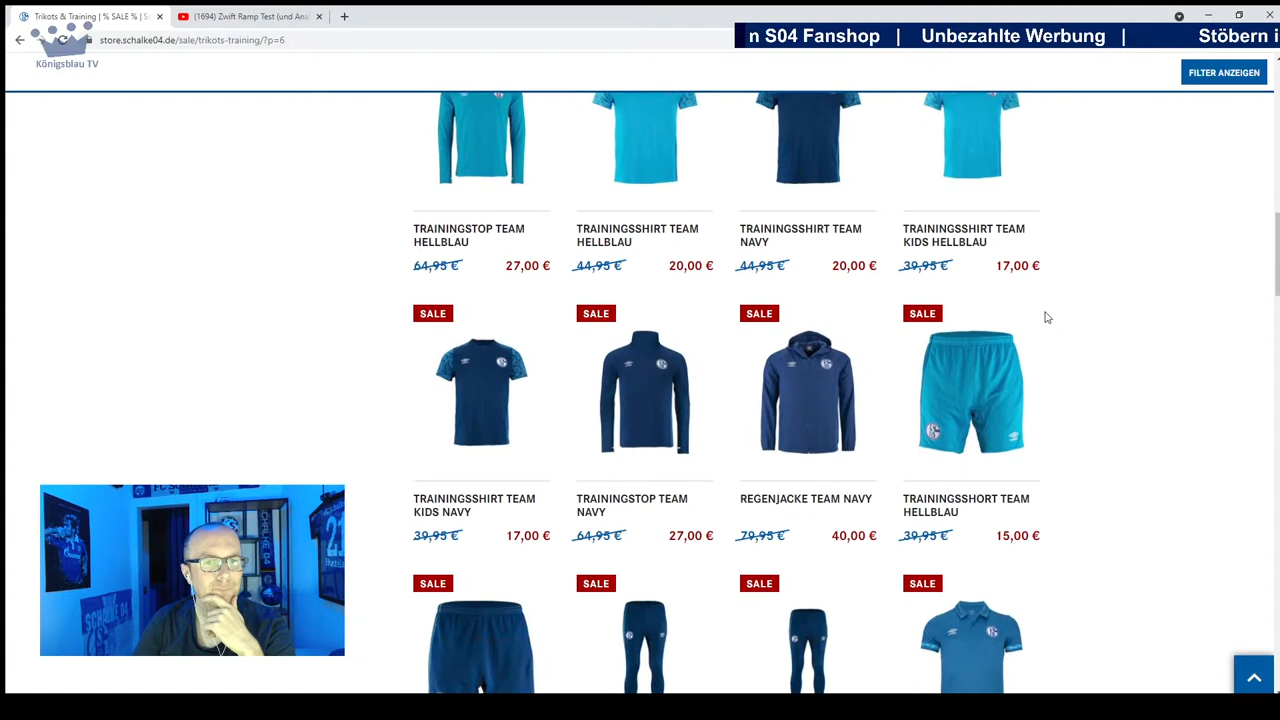 Trikots & Training | % SALE % | S
(1694) Zwift Ramp Test (und Ana
store.schalke04.de/sale/trikots-training/?p=6
n S04 Fanshop | Unbezahlte Werbung | Stöbern i
Königsblau TV
FILTER ANZEIGEN
TRAININGSTOP TEAM HELLBLAU
64,95 € 27,00 €
TRAININGSSHIRT TEAM HELLBLAU
44,95 € 20,00 €
TRAININGSSHIRT TEAM NAVY
44,95 € 20,00 €
TRAININGSSHIRT TEAM KIDS HELLBLAU
39,95 € 17,00 €
SALE SALE SALE SALE
TRAININGSSHIRT TEAM KIDS NAVY
39,95 € 17,00 €
TRAININGSTOP TEAM NAVY
64,95 € 27,00 €
REGENJACKE TEAM NAVY
79,95 € 40,00 €
TRAININGSSHORT TEAM HELLBLAU
39,95 € 15,00 €
SALE SALE SALE SALE
SCHALKE 04
21